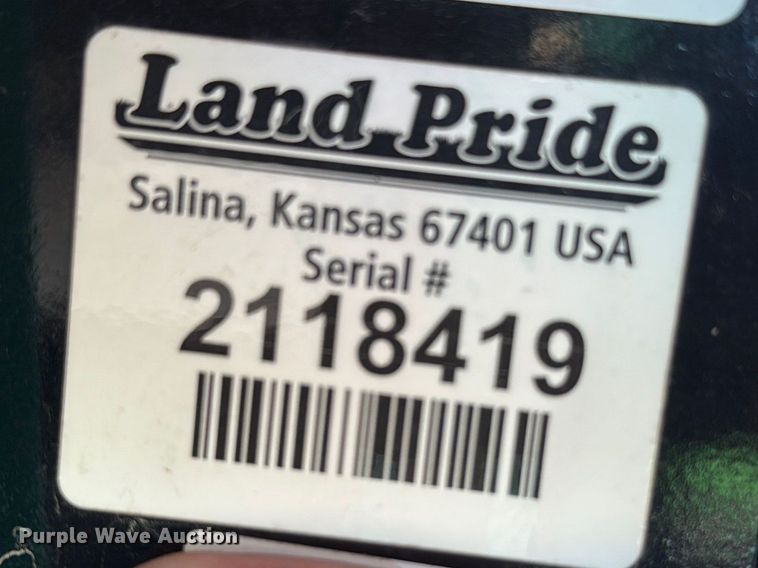 Land Pride
Salina, Kansas 67401 USA
Serial #
2118419
Purple Wave Auction